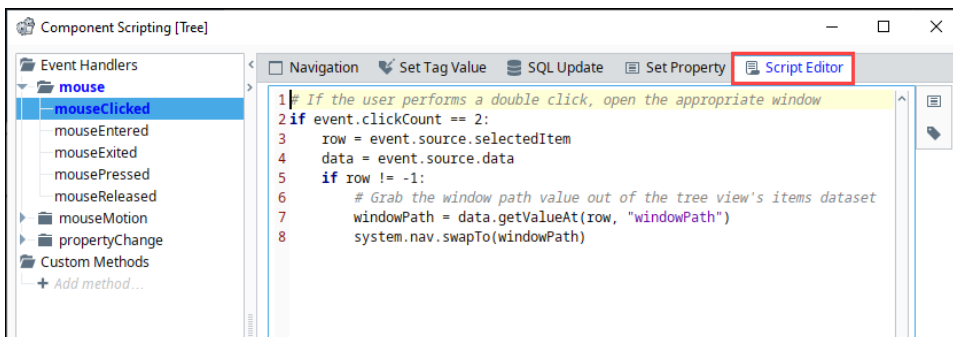 Component Scripting [Tree]
Event Handlers
mouse
mouseClicked
mouseEntered
mouseExited
mousePressed
mouseReleased
mouseMotion
propertyChange
Custom Methods
Add method...
Navigation Set Tag Value SQL Update Set Property Script Editor
1 # If the user performs a double click, open the appropriate window
2 if event.clickCount == 2:
3 row = event.source.selectedItem
4 data = event.source.data
5 if row != -1:
6 # Grab the window path value out of the tree view's items dataset
7 windowPath = data.getValueAt(row, "windowPath")
8 system.nav.swapTo(windowPath)